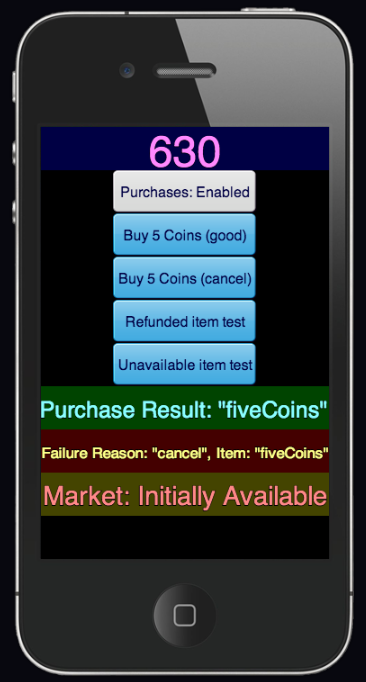 630
Purchases: Enabled
Buy 5 Coins (good)
Buy 5 Coins (cancel)
Refunded item test
Unavailable item test
Purchase Result: "fiveCoins"
Failure Reason: "cancel", Item: "fiveCoins"
Market: Initially Available